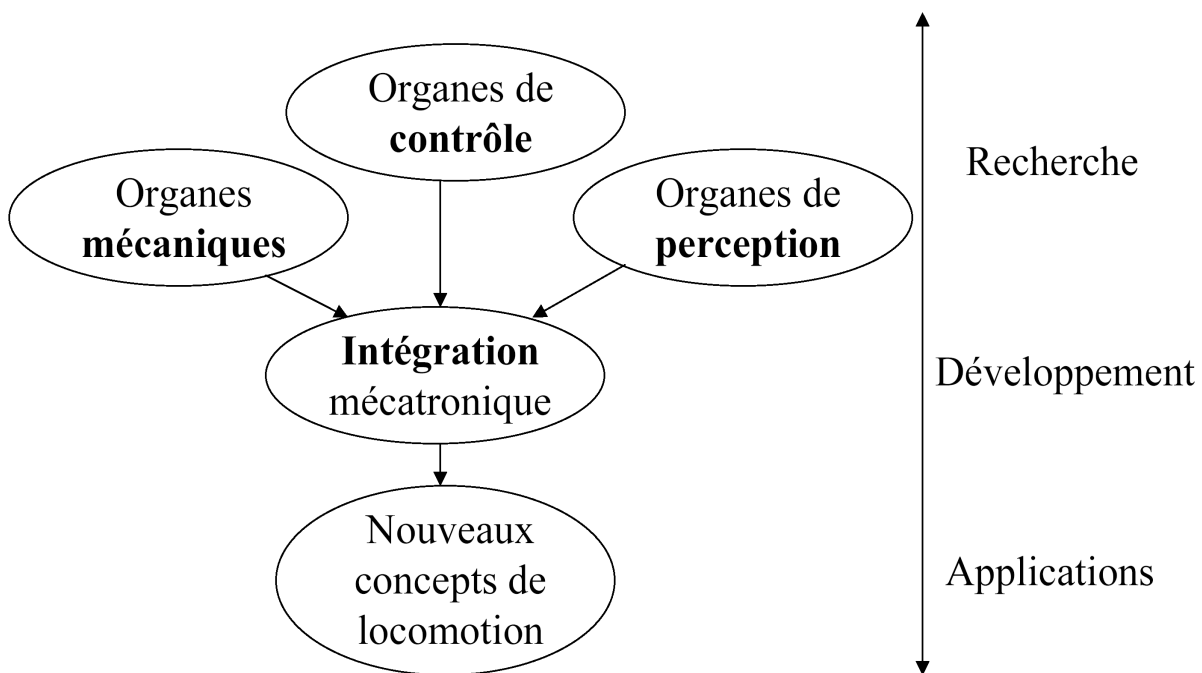 Organes de
contrôle
Organes
mécaniques
Organes de
perception
Recherche
Intégration
mécatronique
Développement
Nouveaux
concepts de
locomotion
Applications